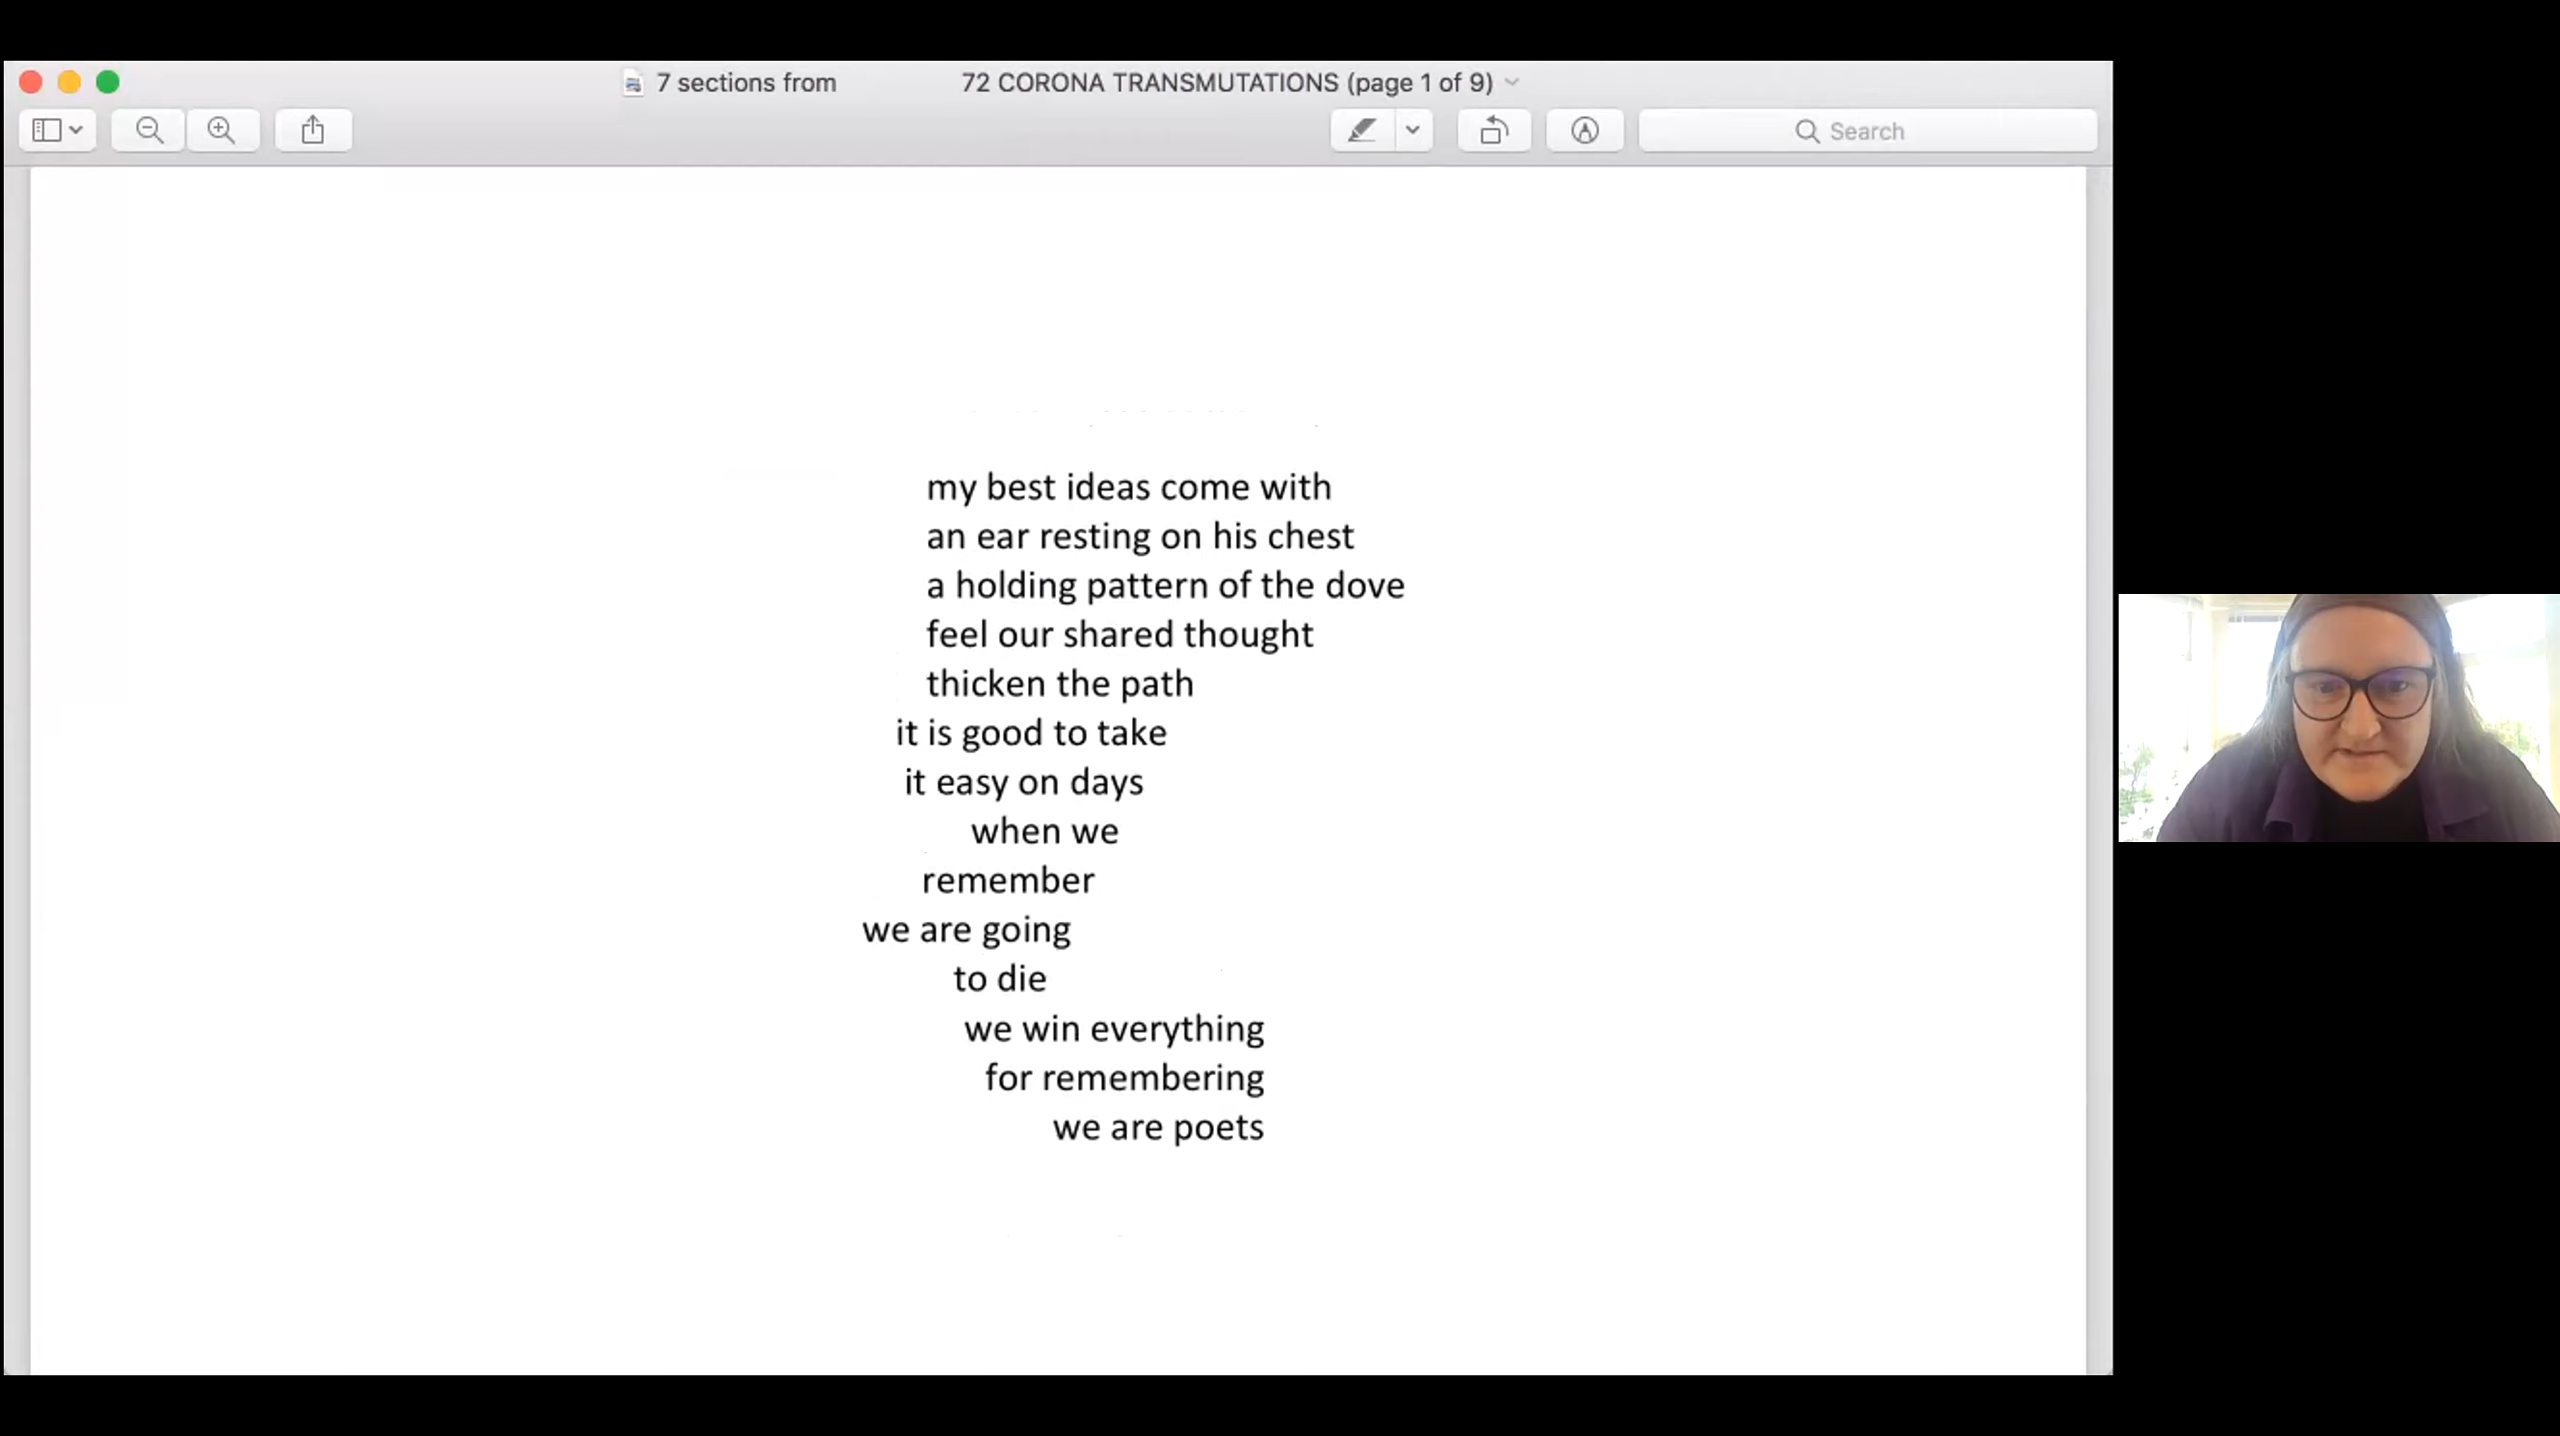 7 sections from 72 CORONA TRANSMUTATIONS (page 1 of 9)
Search
my best ideas come with
an ear resting on his chest
a holding pattern of the dove
feel our shared thought
thicken the path
it is good to take
it easy on days
when we
remember
we are going
to die
we win everything
for remembering
we are poets